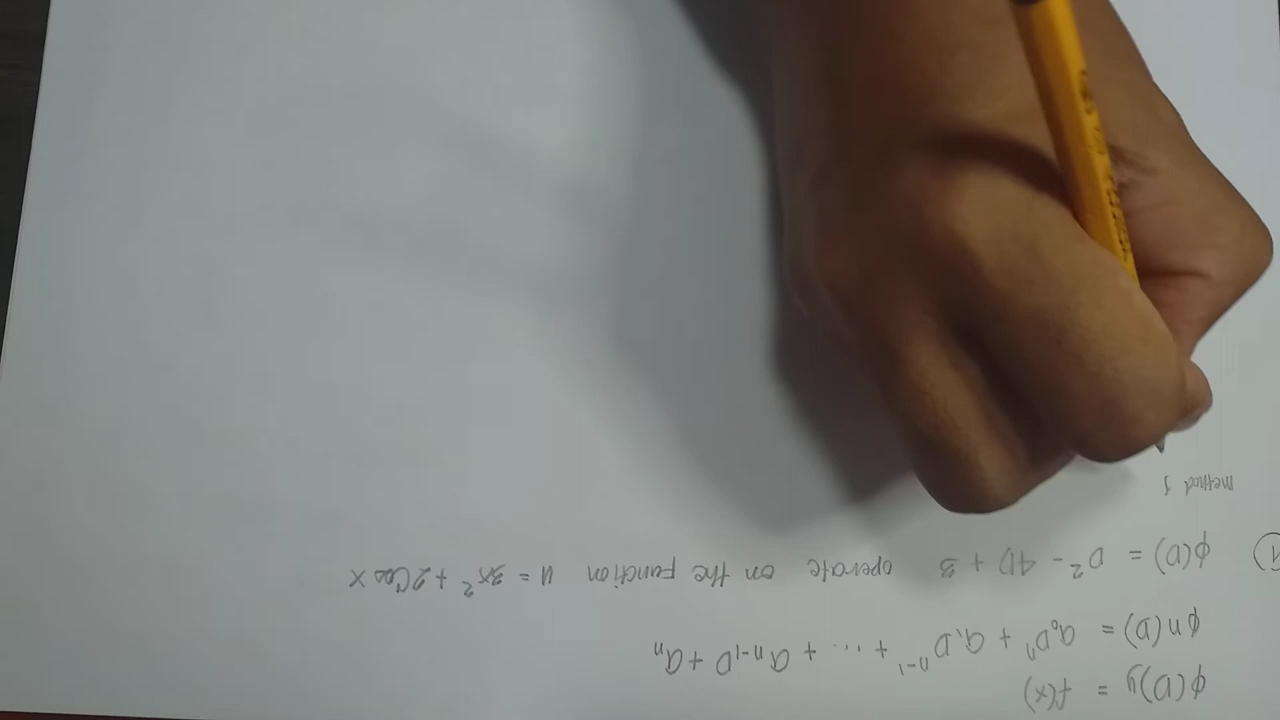 φ(D)y = f(x)
φn(D) = a₀Dⁿ + a₁Dⁿ⁻¹ + ... + aₙ₋₁D + aₙ
① φ(D) = D² - 4D + 3 operate on the function u = 3x² + 2Cos x
method 1